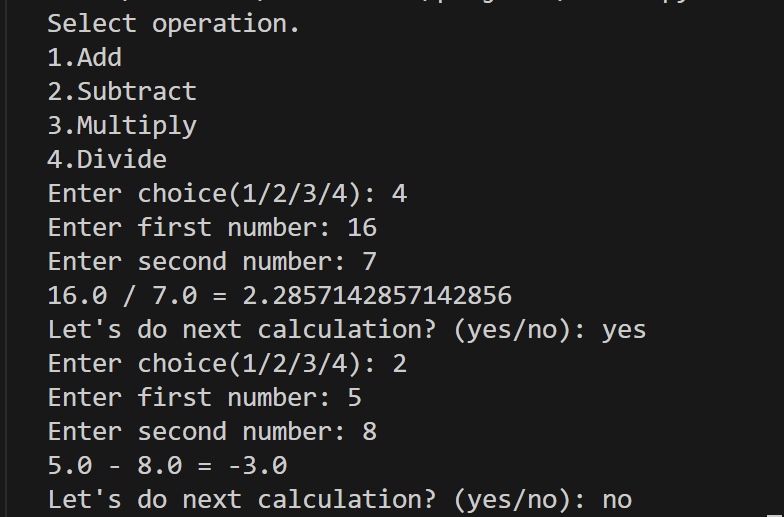 Select operation.
1.Add
2.Subtract
3.Multiply
4.Divide
Enter choice(1/2/3/4): 4
Enter first number: 16
Enter second number: 7
16.0 / 7.0 = 2.2857142857142856
Let's do next calculation? (yes/no): yes
Enter choice(1/2/3/4): 2
Enter first number: 5
Enter second number: 8
5.0 - 8.0 = -3.0
Let's do next calculation? (yes/no): no